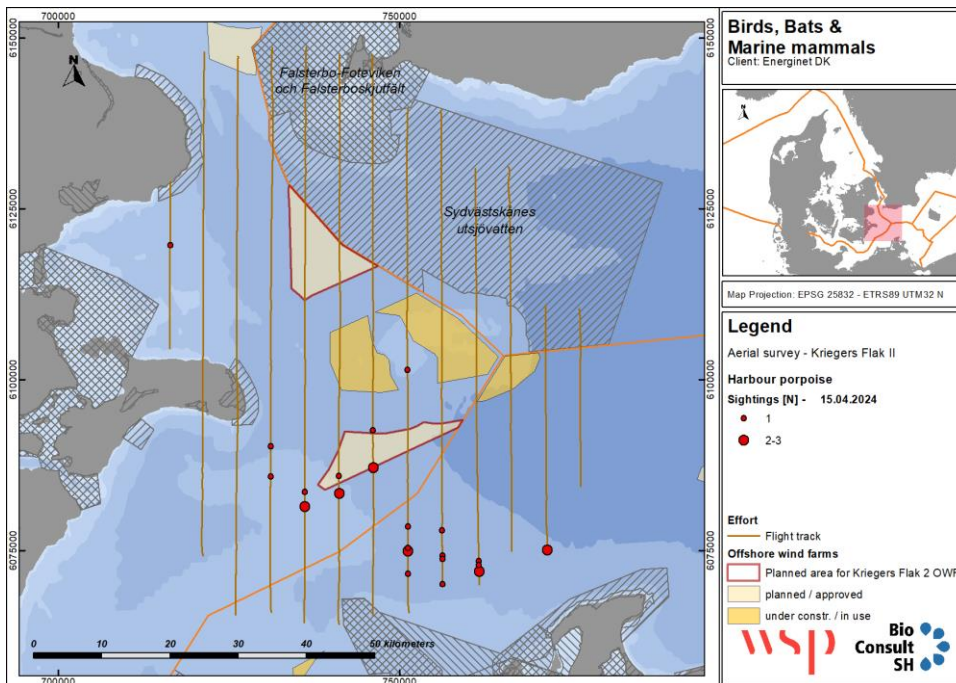 700000
750000
6150000
6125000
6100000
6075000
N
Falsterbo-Foteviken
och Falsterboskjutfält
Sydvästskånes
utsjövatten
0 10 20 30 40 50 kilometers
700000
750000
Birds, Bats &
Marine mammals
Client: Energinet DK
N
Map Projection: EPSG 25832 - ETRS89 UTM32 N
Legend
Aerial survey - Kriegers Flak II
Harbour porpoise
Sightings [N] - 15.04.2024
1
2-3
Effort
Flight track
Offshore wind farms
Planned area for Kriegers Flak 2 OWF
planned / approved
under constr. / in use
wsp
Bio
Consult
SH